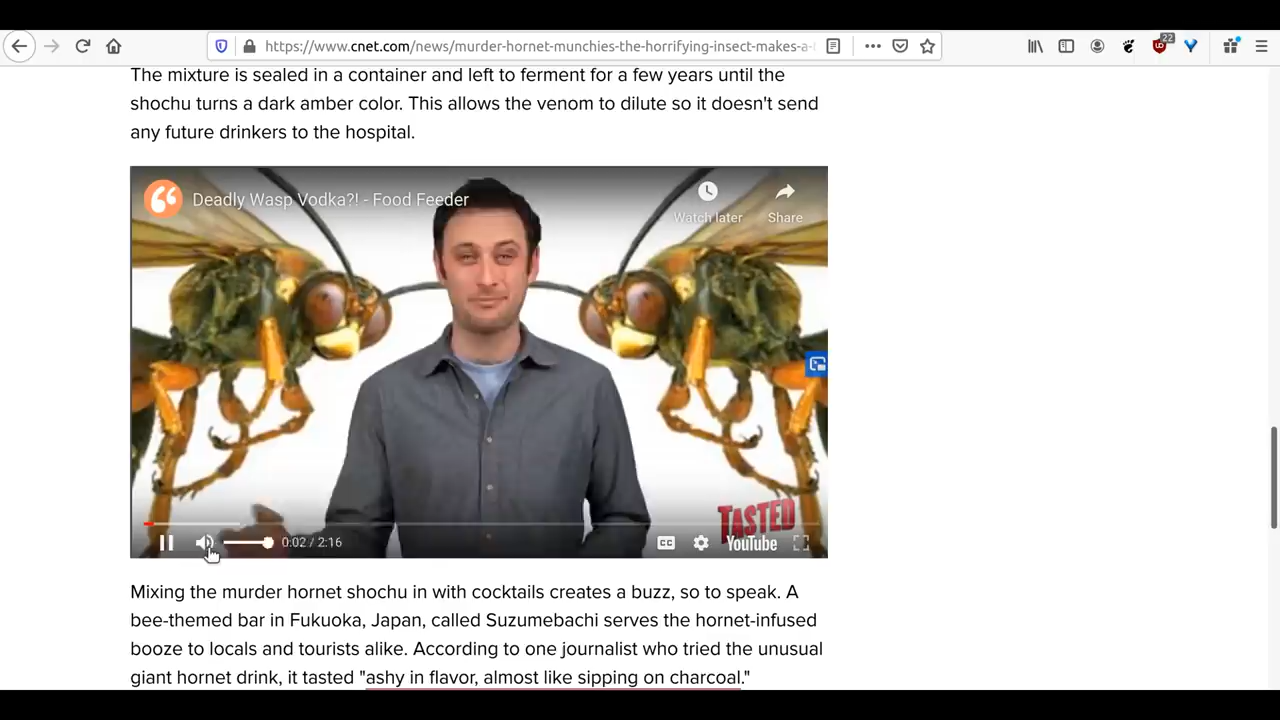 22
https://www.cnet.com/news/murder-hornet-munchies-the-horrifying-insect-makes-a-
The mixture is sealed in a container and left to ferment for a few years until the
shochu turns a dark amber color. This allows the venom to dilute so it doesn't send
any future drinkers to the hospital.
Deadly Wasp Vodka?! - Food Feeder
Watch later
Share
TASTED
0:02 / 2:16
CC
YouTube
Mixing the murder hornet shochu in with cocktails creates a buzz, so to speak. A
bee-themed bar in Fukuoka, Japan, called Suzumebachi serves the hornet-infused
booze to locals and tourists alike. According to one journalist who tried the unusual
giant hornet drink, it tasted "ashy in flavor, almost like sipping on charcoal."